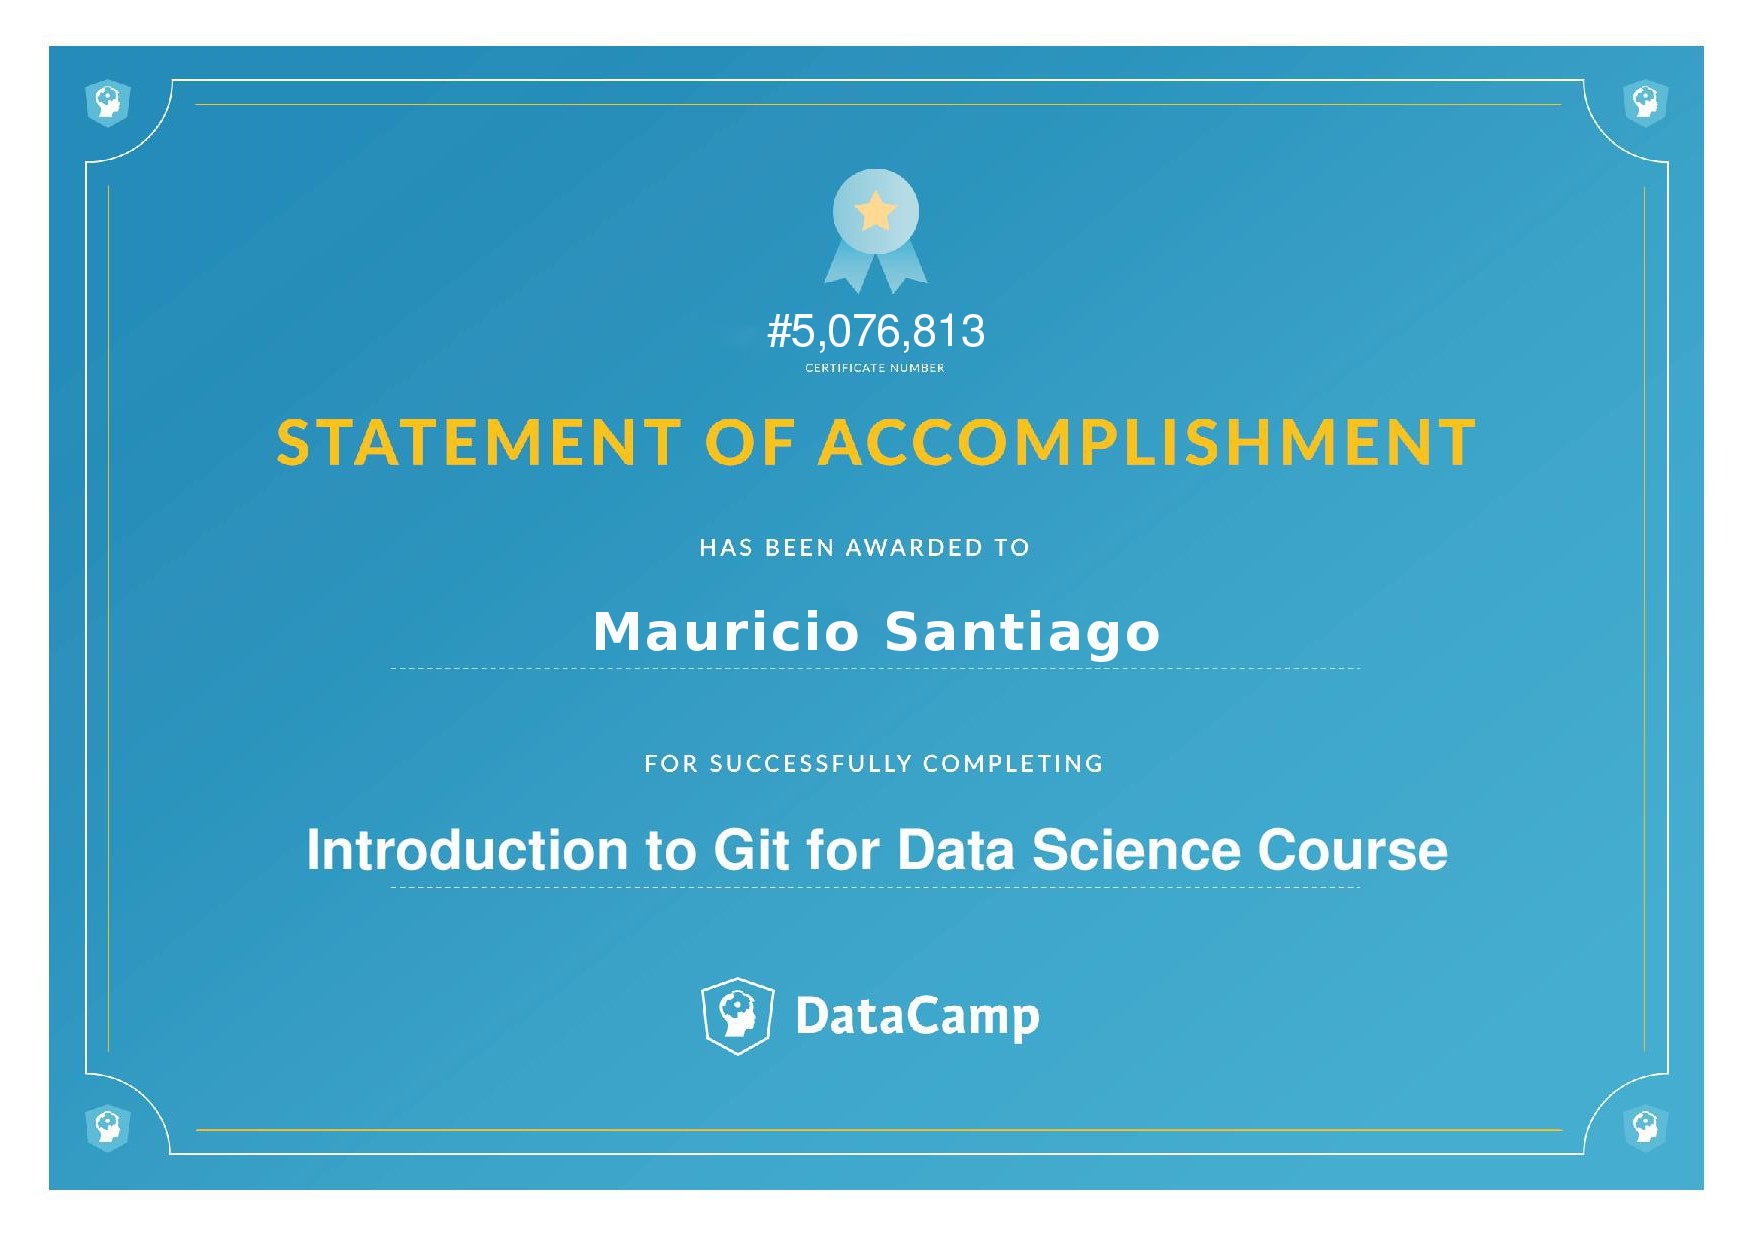 #5,076,813
CERTIFICATE NUMBER
STATEMENT OF ACCOMPLISHMENT
HAS BEEN AWARDED TO
Mauricio Santiago
FOR SUCCESSFULLY COMPLETING
Introduction to Git for Data Science Course
DataCamp